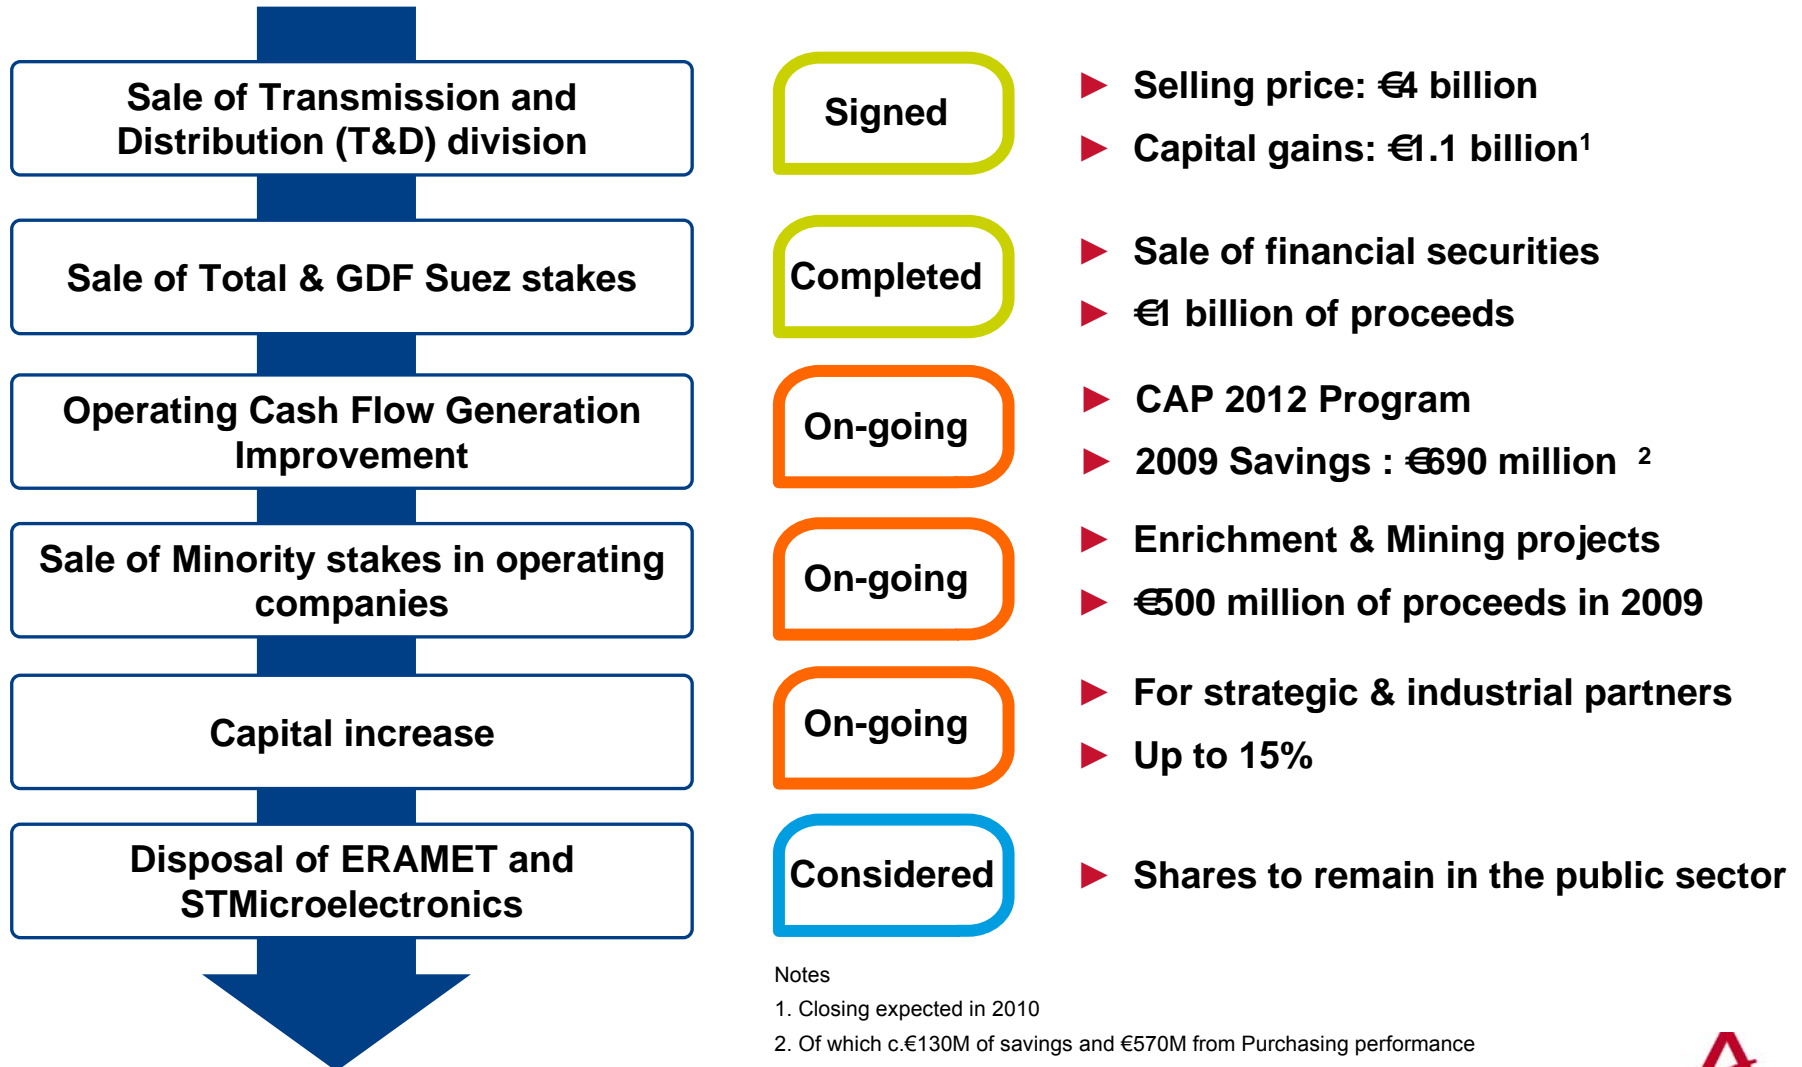 Sale of Transmission and
Distribution (T&D) division
Signed
► Selling price: €4 billion
► Capital gains: €1.1 billion¹
Sale of Total & GDF Suez stakes
Completed
► Sale of financial securities
► €1 billion of proceeds
Operating Cash Flow Generation
Improvement
On-going
► CAP 2012 Program
► 2009 Savings : €690 million ²
Sale of Minority stakes in operating
companies
On-going
► Enrichment & Mining projects
► €500 million of proceeds in 2009
Capital increase
On-going
► For strategic & industrial partners
► Up to 15%
Disposal of ERAMET and
STMicroelectronics
Considered
► Shares to remain in the public sector
Notes
1. Closing expected in 2010
2. Of which c.€130M of savings and €570M from Purchasing performance